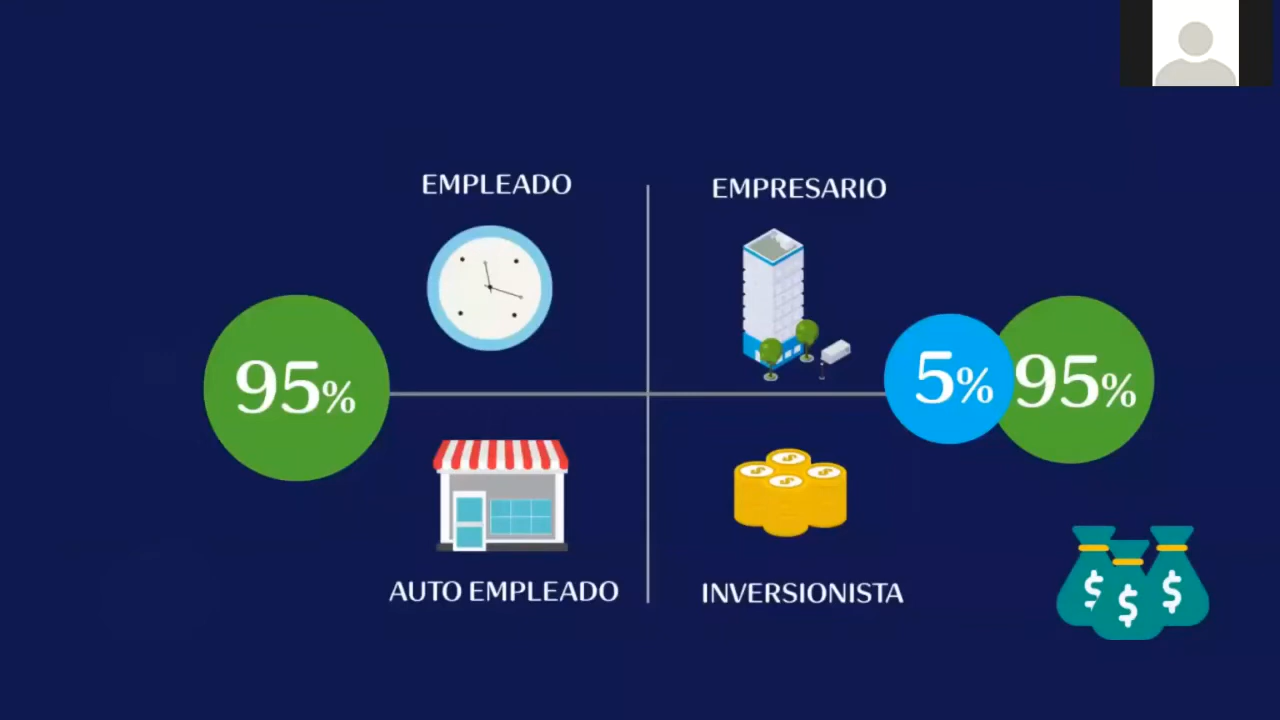 EMPLEADO
EMPRESARIO
95%
5%
95%
AUTO EMPLEADO
INVERSIONISTA
$ $ $ $
$ $ $